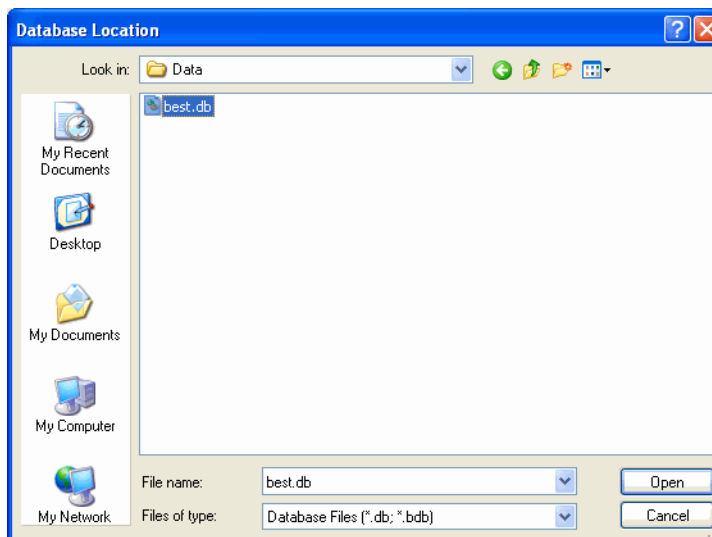 Database Location
Look in: Data
best.db
My Recent
Documents
Desktop
My Documents
My Computer
My Network
File name: best.db Open
Files of type: Database Files (*.db; *.bdb) Cancel